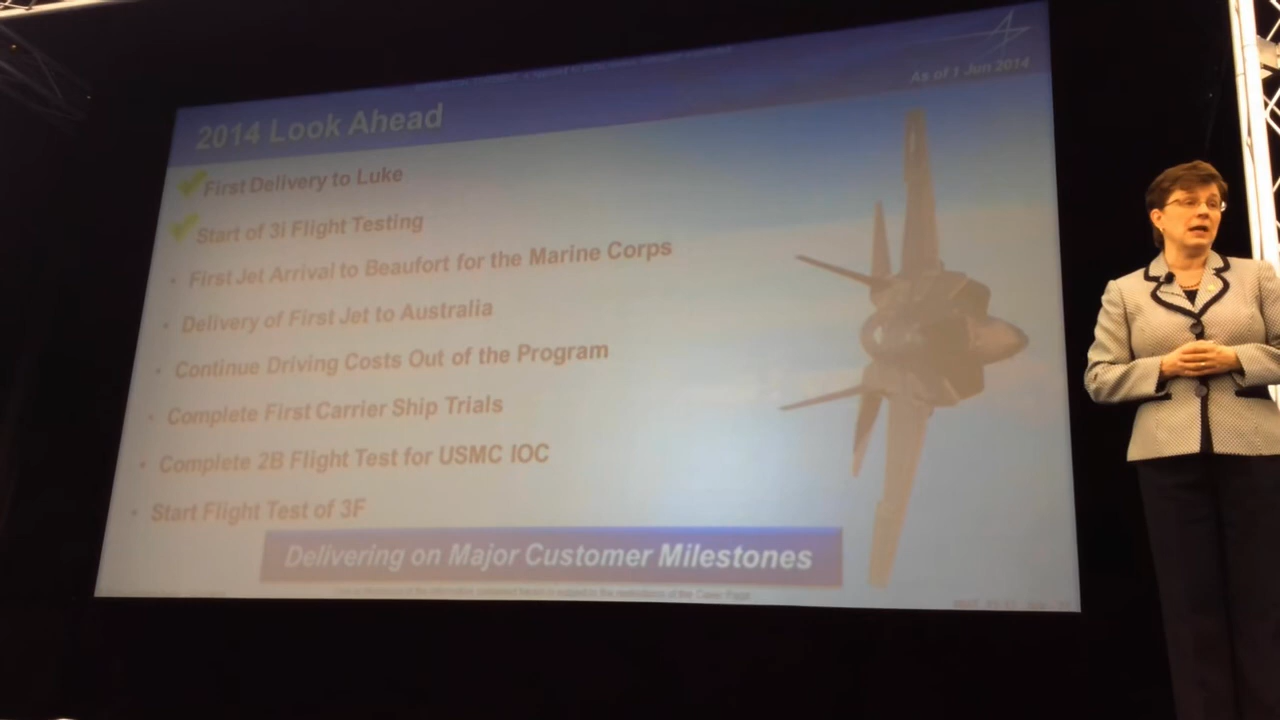 As of 1 Jun 2014
2014 Look Ahead
First Delivery to Luke
Start of 3i Flight Testing
• First Jet Arrival to Beaufort for the Marine Corps
• Delivery of First Jet to Australia
• Continue Driving Costs Out of the Program
• Complete First Carrier Ship Trials
• Complete 2B Flight Test for USMC IOC
• Start Flight Test of 3F
Delivering on Major Customer Milestones